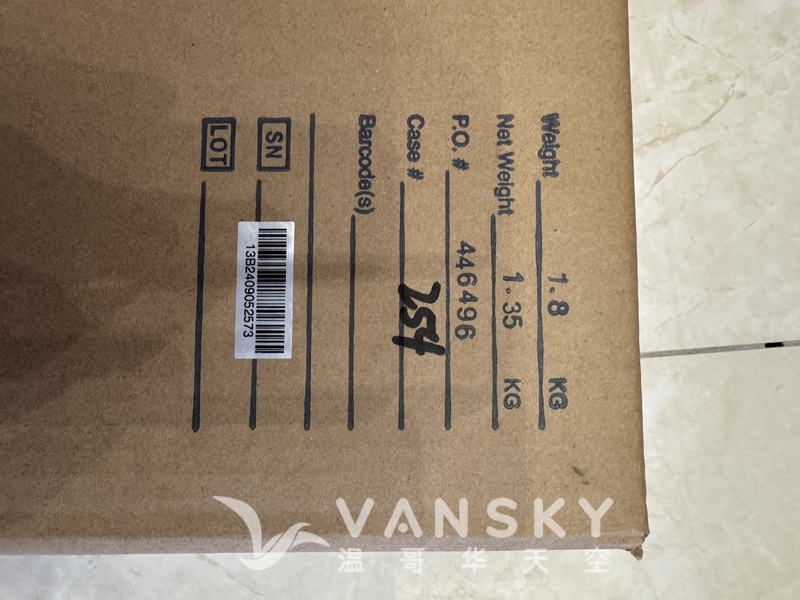 Weight 1.8 KG
Net Weight 1.35 KG
P.O. # 446496
Case # 254
Barcode(s)
SN 13B2409052573
LOT
VANSKY
温哥华天空